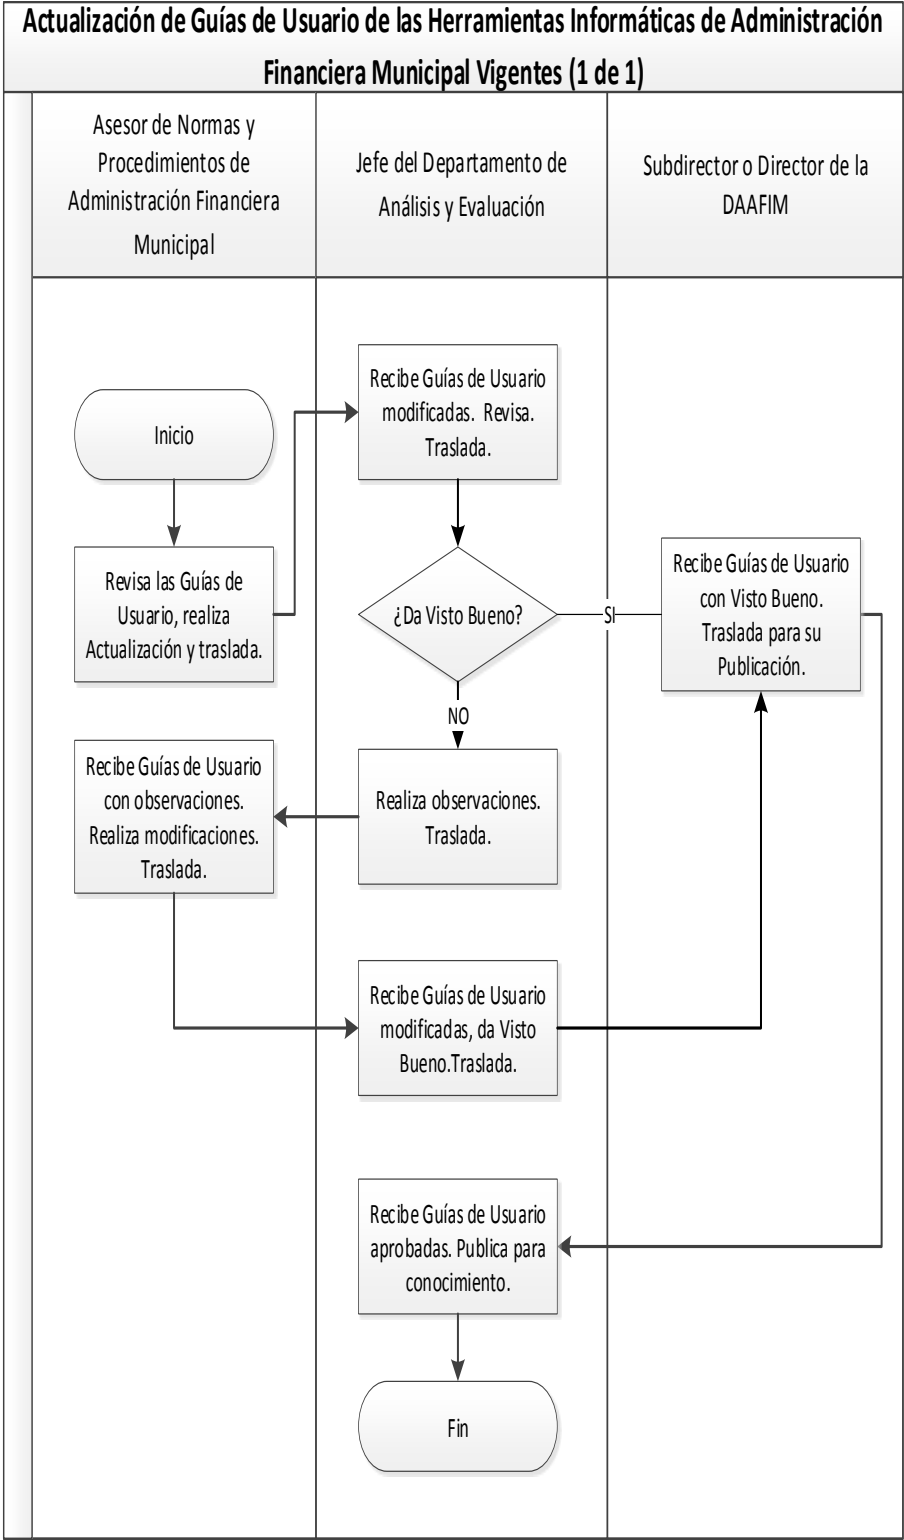 Actualización de Guías de Usuario de las Herramientas Informáticas de Administración
Financiera Municipal Vigentes (1 de 1)
Asesor de Normas y
Procedimientos de
Administración Financiera
Municipal
Jefe del Departamento de
Análisis y Evaluación
Subdirector o Director de la
DAAFIM
Inicio
Revisa las Guías de
Usuario, realiza
Actualización y traslada.
Recibe Guías de Usuario
modificadas. Revisa.
Traslada.
¿Da Visto Bueno?
SI
NO
Recibe Guías de Usuario
con Visto Bueno.
Traslada para su
Publicación.
Realiza observaciones.
Traslada.
Recibe Guías de Usuario
con observaciones.
Realiza modificaciones.
Traslada.
Recibe Guías de Usuario
modificadas, da Visto
Bueno.Traslada.
Recibe Guías de Usuario
aprobadas. Publica para
conocimiento.
Fin